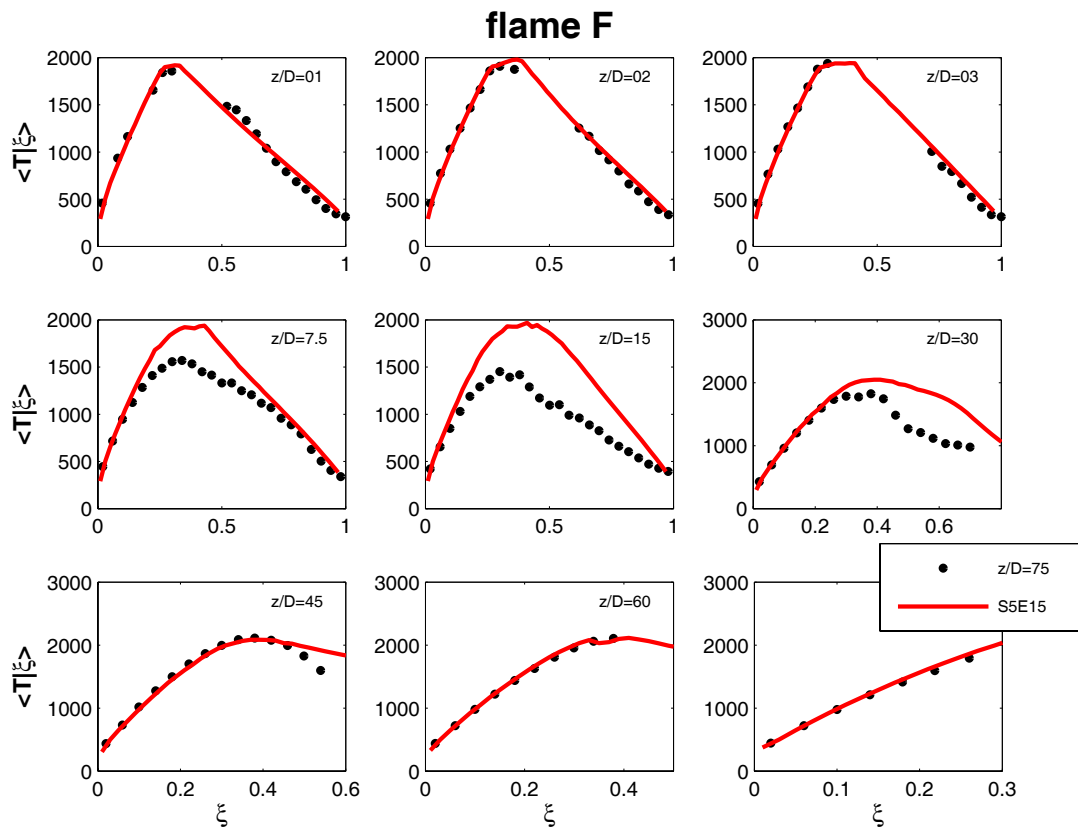 flame F
<T|ξ>
2000
1500
1000
500
0
z/D=01
0 0.5 1
2000
1500
1000
500
0
z/D=02
0 0.5 1
2000
1500
1000
500
0
z/D=03
0 0.5 1
<T|ξ>
2000
1500
1000
500
0
z/D=7.5
0 0.5 1
2000
1500
1000
500
0
z/D=15
0 0.5 1
3000
2000
1000
0
z/D=30
0 0.2 0.4 0.6
<T|ξ>
3000
2000
1000
0
z/D=45
0 0.2 0.4 0.6
ξ
3000
2000
1000
0
z/D=60
0 0.2 0.4
ξ
3000
2000
1000
0
z/D=75
S5E15
0 0.1 0.2 0.3
ξ